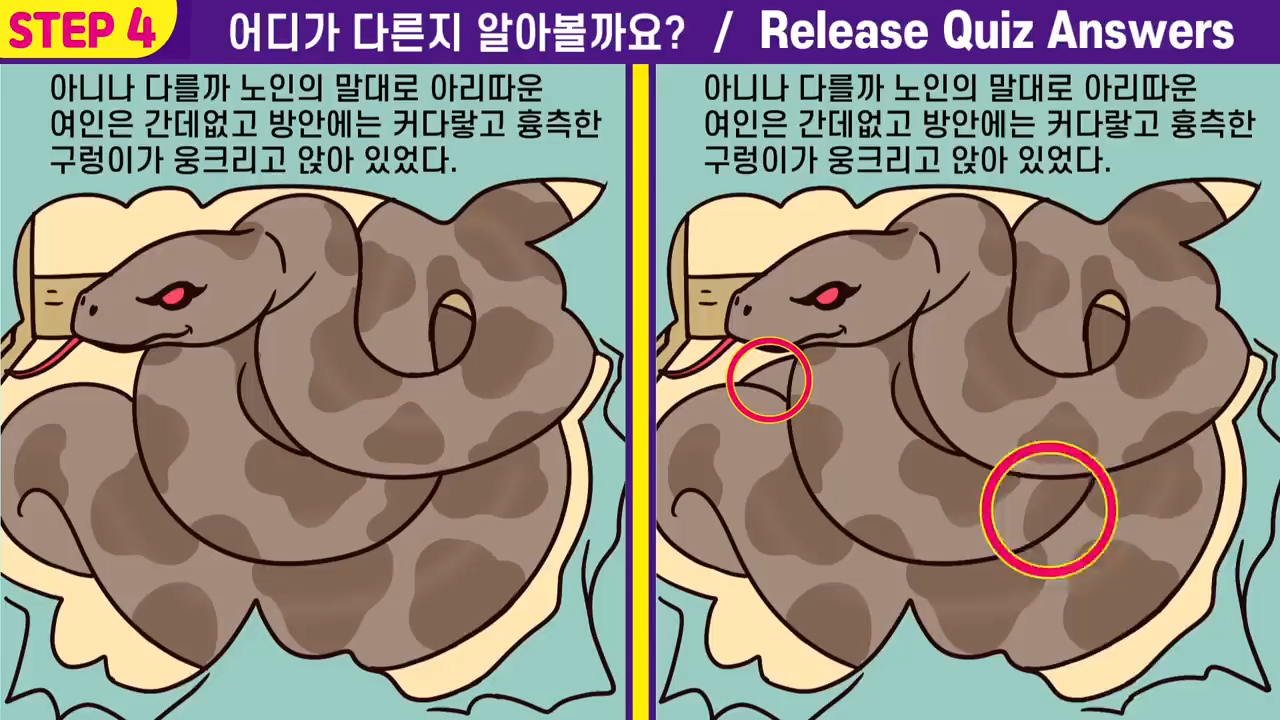 STEP 4
어디가 다른지 알아볼까요? / Release Quiz Answers
아니나 다를까 노인의 말대로 아리따운
여인은 간데없고 방안에는 커다랗고 흉측한
구렁이가 웅크리고 앉아 있었다.
아니나 다를까 노인의 말대로 아리따운
여인은 간데없고 방안에는 커다랗고 흉측한
구렁이가 웅크리고 앉아 있었다.